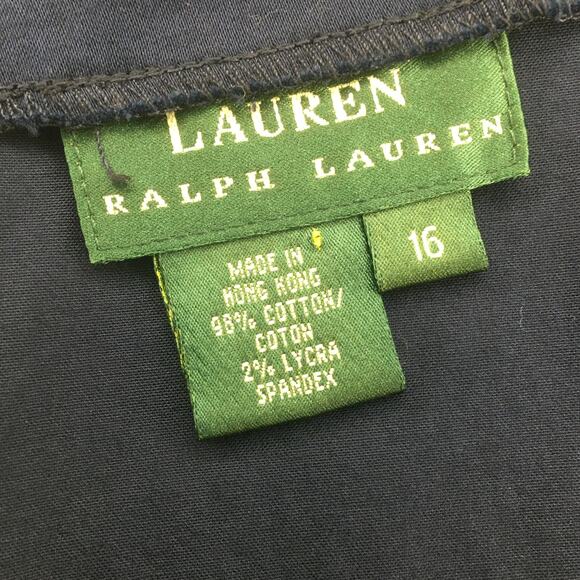 LAUREN
RALPH LAUREN
16
MADE IN
HONG KONG
98% COTTON/
COTON
2% LYCRA
SPANDEX